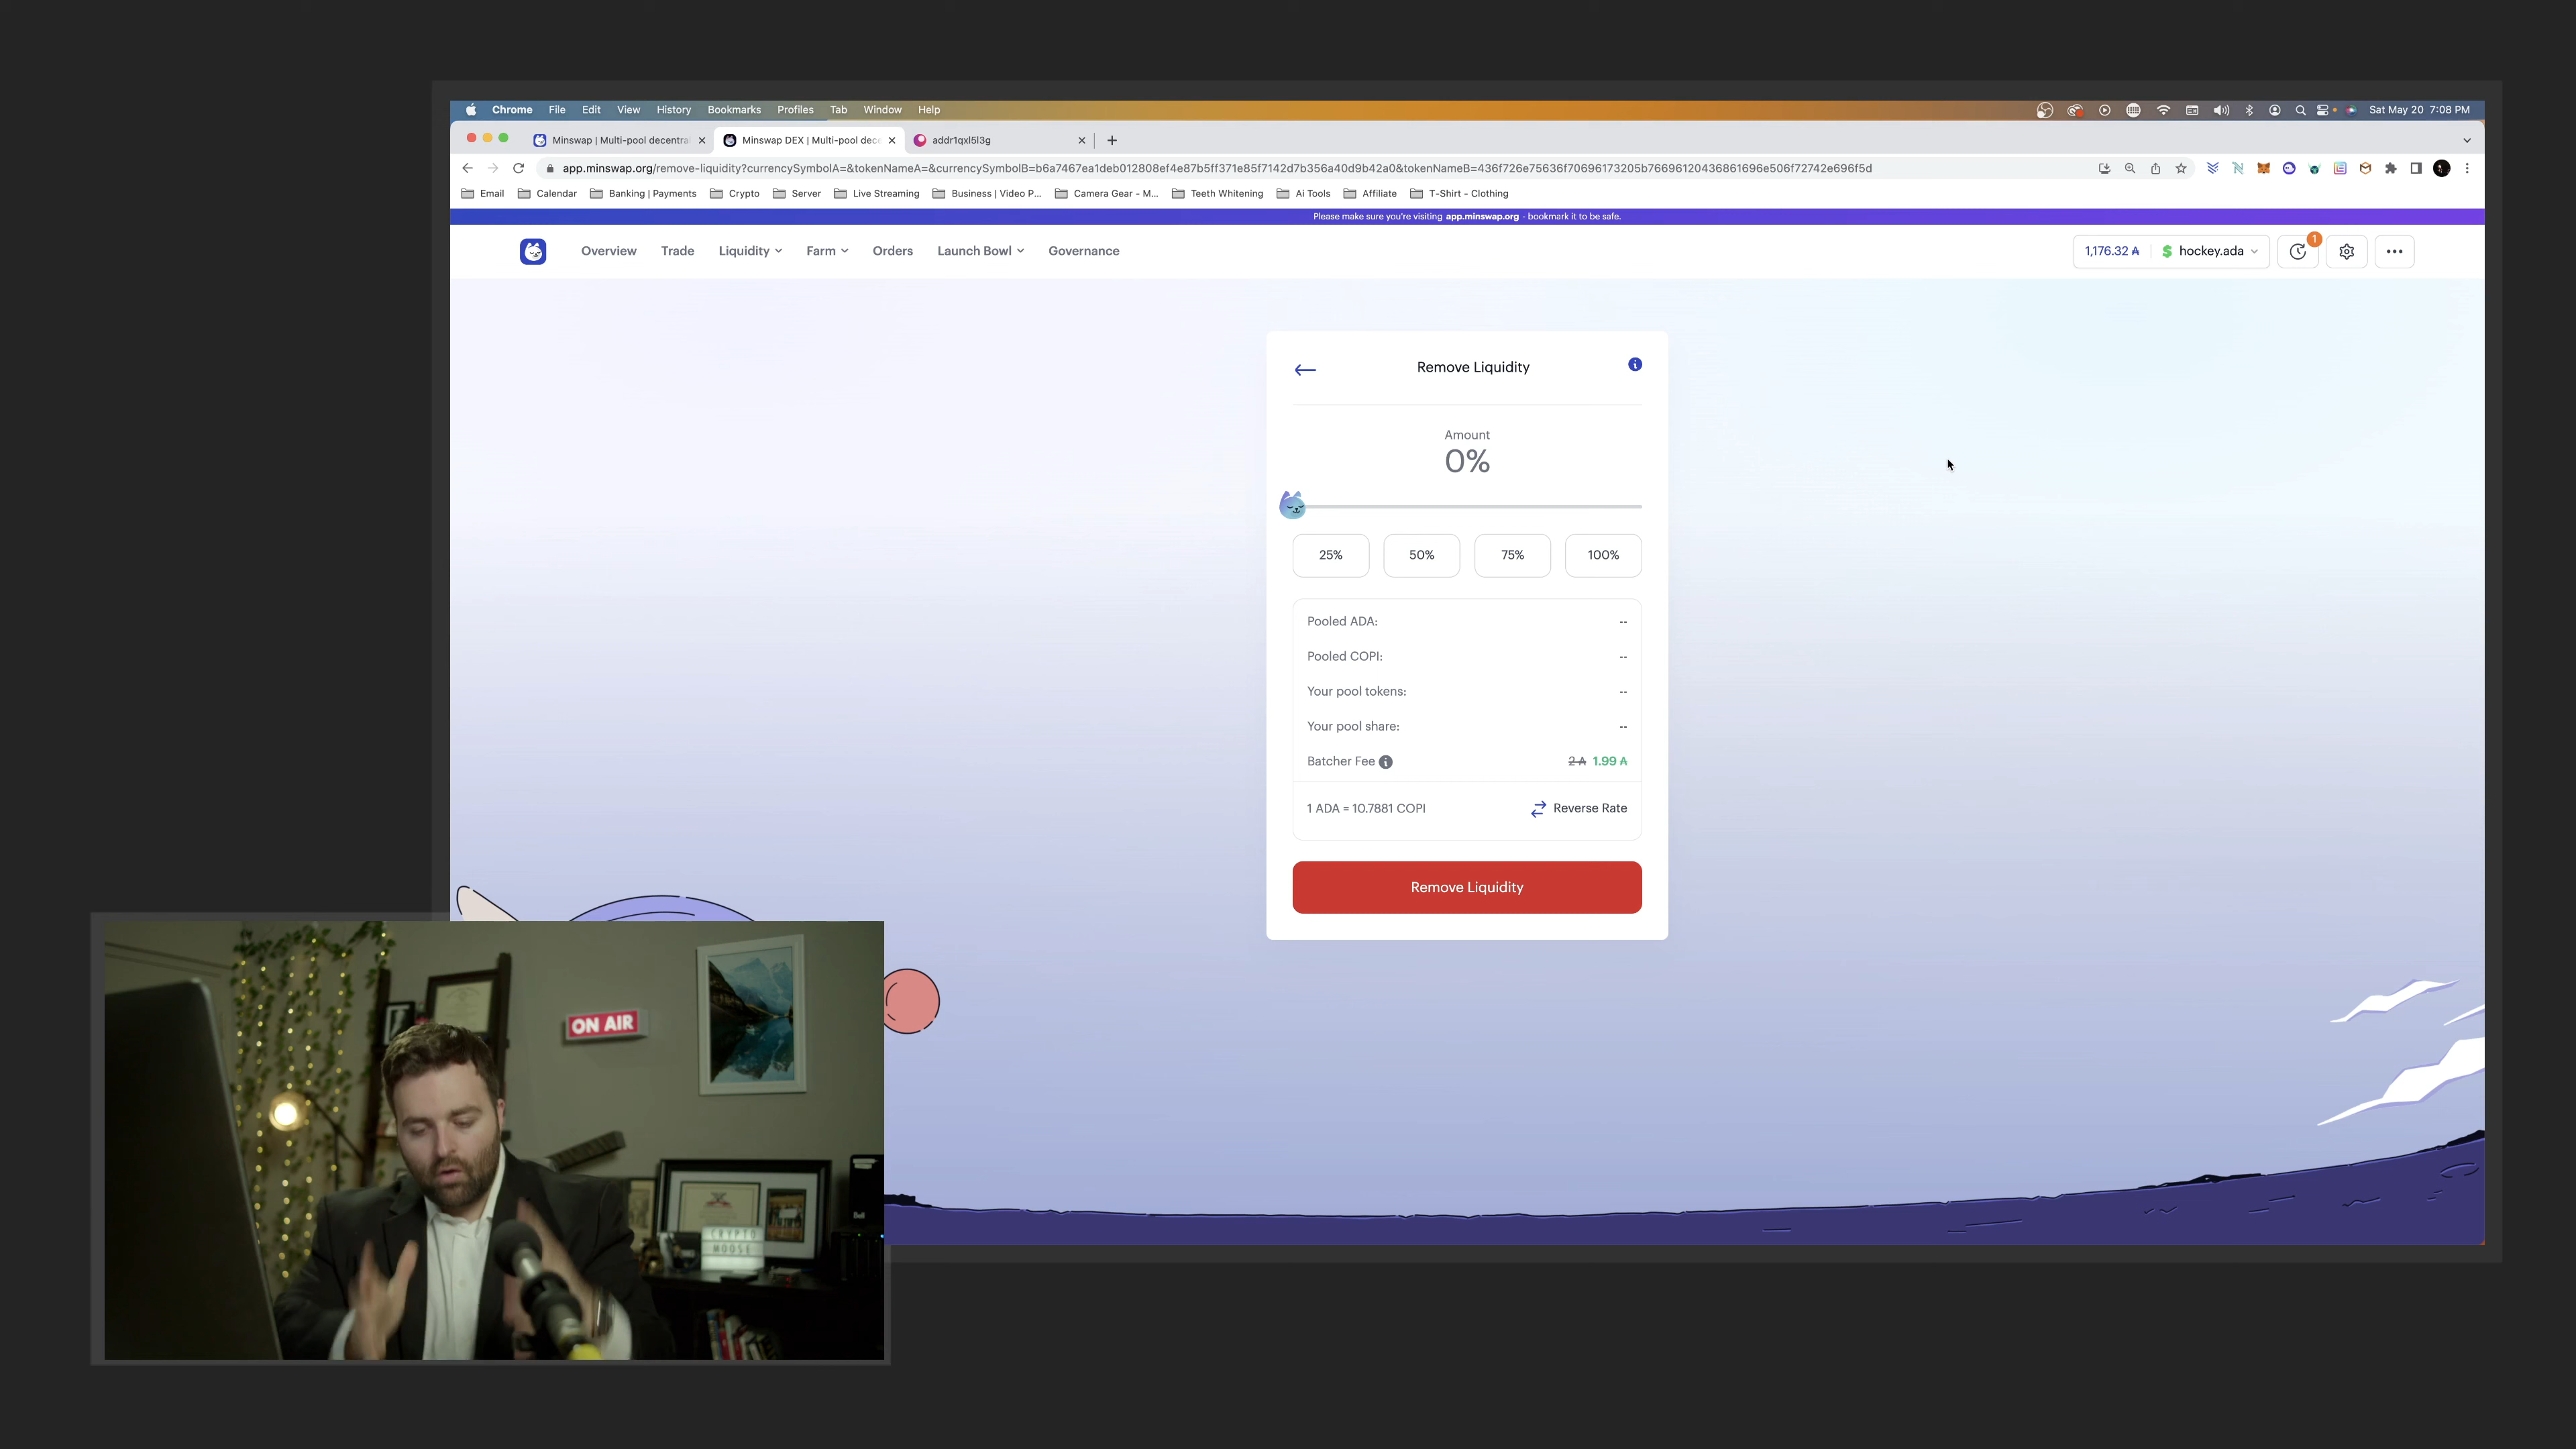 Chrome File Edit View History Bookmarks Profiles Tab Window Help Sat May 20 7:08 PM
Minswap | Multi-pool decentral Minswap DEX | Multi-pool dece addr1qxl5l3g
app.minswap.org/remove-liquidity?currencySymbolA=&tokenNameA=&currencySymbolB=b6a7467ea1deb012808ef4e87b5ff371e85f7142d7b356a40d9b42a0&tokenNameB=436f726e75636f70696173205b76696120436861696e506f72742e696f5d
Email Calendar Banking | Payments Crypto Server Live Streaming Business | Video P... Camera Gear - M... Teeth Whitening Ai Tools Affiliate T-Shirt - Clothing
Please make sure you're visiting app.minswap.org - bookmark it to be safe.
Overview Trade Liquidity Farm Orders Launch Bowl Governance 1,176.32 ₳ $ hockey.ada 1
Remove Liquidity
Amount
0%
25% 50% 75% 100%
Pooled ADA: --
Pooled COPI: --
Your pool tokens: --
Your pool share: --
Batcher Fee 2 ₳ 1.99 ₳
1 ADA = 10.7881 COPI Reverse Rate
Remove Liquidity
ON AIR
CRYPTO
MOOSE